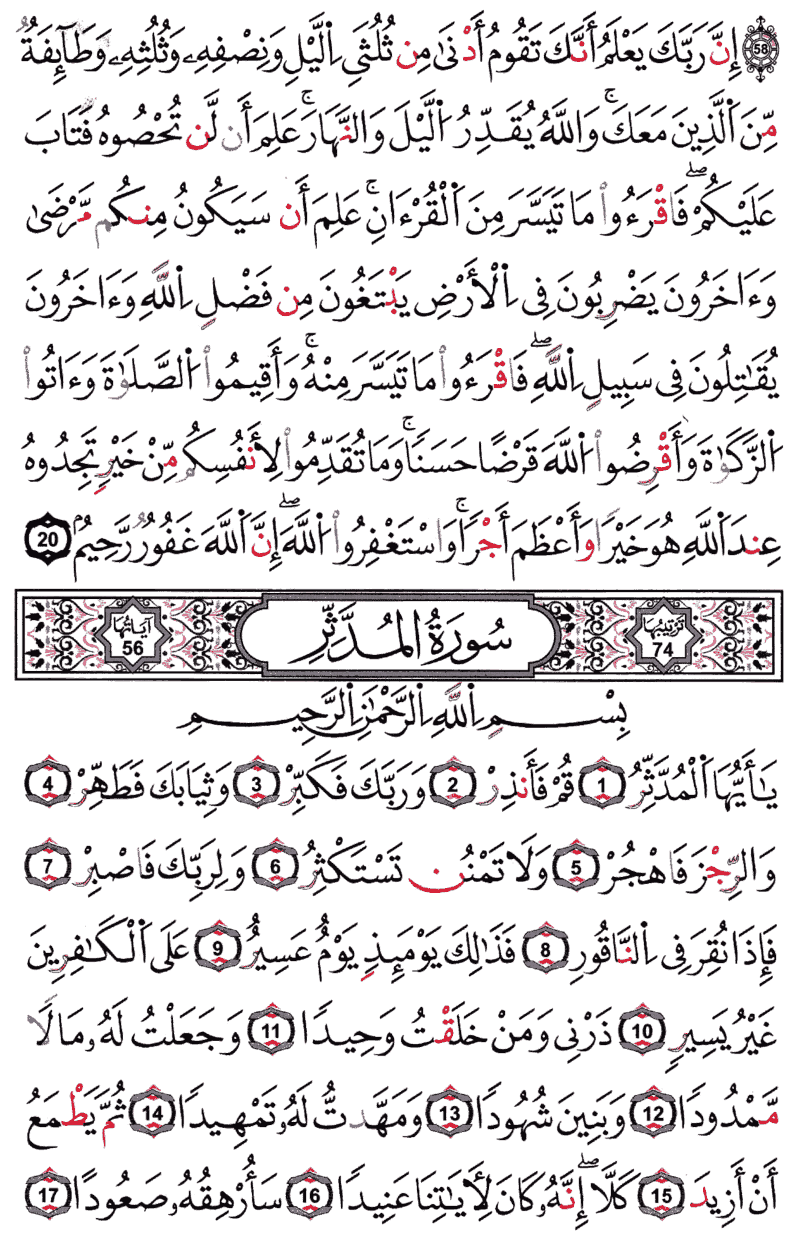 58 إِنَّ رَبَّكَ يَعْلَمُ أَنَّكَ تَقُومُ أَدْنَىٰ مِن ثُلُثَيِ ٱلَّيْلِ وَنِصْفِهِۦ وَثُلُثِهِۦ وَطَآئِفَةٌ
مِّنَ ٱلَّذِينَ مَعَكَ ۚ وَٱللَّهُ يُقَدِّرُ ٱلَّيْلَ وَٱلنَّهَارَ ۚ عَلِمَ أَن لَّن تُحْصُوهُ فَتَابَ
عَلَيْكُمْ ۖ فَٱقْرَءُوا۟ مَا تَيَسَّرَ مِنَ ٱلْقُرْءَانِ ۚ عَلِمَ أَن سَيَكُونُ مِنكُم مَّرْضَىٰ
وَءَاخَرُونَ يَضْرِبُونَ فِى ٱلْأَرْضِ يَبْتَغُونَ مِن فَضْلِ ٱللَّهِ وَءَاخَرُونَ
يُقَٰتِلُونَ فِى سَبِيلِ ٱللَّهِ ۖ فَٱقْرَءُوا۟ مَا تَيَسَّرَ مِنْهُ ۚ وَأَقِيمُوا۟ ٱلصَّلَوٰةَ وَءَاتُوا۟
ٱلزَّكَوٰةَ وَأَقْرِضُوا۟ ٱللَّهَ قَرْضًا حَسَنًا ۚ وَمَا تُقَدِّمُوا۟ لِأَنفُسِكُم مِّنْ خَيْرٍ تَجِدُوهُ
عِندَ ٱللَّهِ هُوَ خَيْرًا وَأَعْظَمَ أَجْرًا ۚ وَٱسْتَغْفِرُوا۟ ٱللَّهَ ۖ إِنَّ ٱللَّهَ غَفُورٌ رَّحِيمٌۢ 20
تَرْتِيبُهَا 74 سُورَةُ المُدَّثِّرِ آيَاتُهَا 56
بِسْمِ ٱللَّهِ ٱلرَّحْمَٰنِ ٱلرَّحِيمِ
يَٰٓأَيُّهَا ٱلْمُدَّثِّرُ 1 قُمْ فَأَنذِرْ 2 وَرَبَّكَ فَكَبِّرْ 3 وَثِيَابَكَ فَطَهِّرْ 4
وَٱلرِّجْزَ فَٱهْجُرْ 5 وَلَا تَمْنُن تَسْتَكْثِرُ 6 وَلِرَبِّكَ فَٱصْبِرْ 7
فَإِذَا نُقِرَ فِى ٱلنَّاقُورِ 8 فَذَٰلِكَ يَوْمَئِذٍ يَوْمٌ عَسِيرٌ 9 عَلَى ٱلْكَٰفِرِينَ
غَيْرُ يَسِيرٍ 10 ذَرْنِى وَمَنْ خَلَقْتُ وَحِيدًا 11 وَجَعَلْتُ لَهُۥ مَالًا
مَّمْدُودًا 12 وَبَنِينَ شُهُودًا 13 وَمَهَّدتُّ لَهُۥ تَمْهِيدًا 14 ثُمَّ يَطْمَعُ
أَنْ أَزِيدَ 15 كَلَّآ ۖ إِنَّهُۥ كَانَ لِأَيَٰتِنَا عَنِيدًا 16 سَأُرْهِقُهُۥ صَعُودًا 17